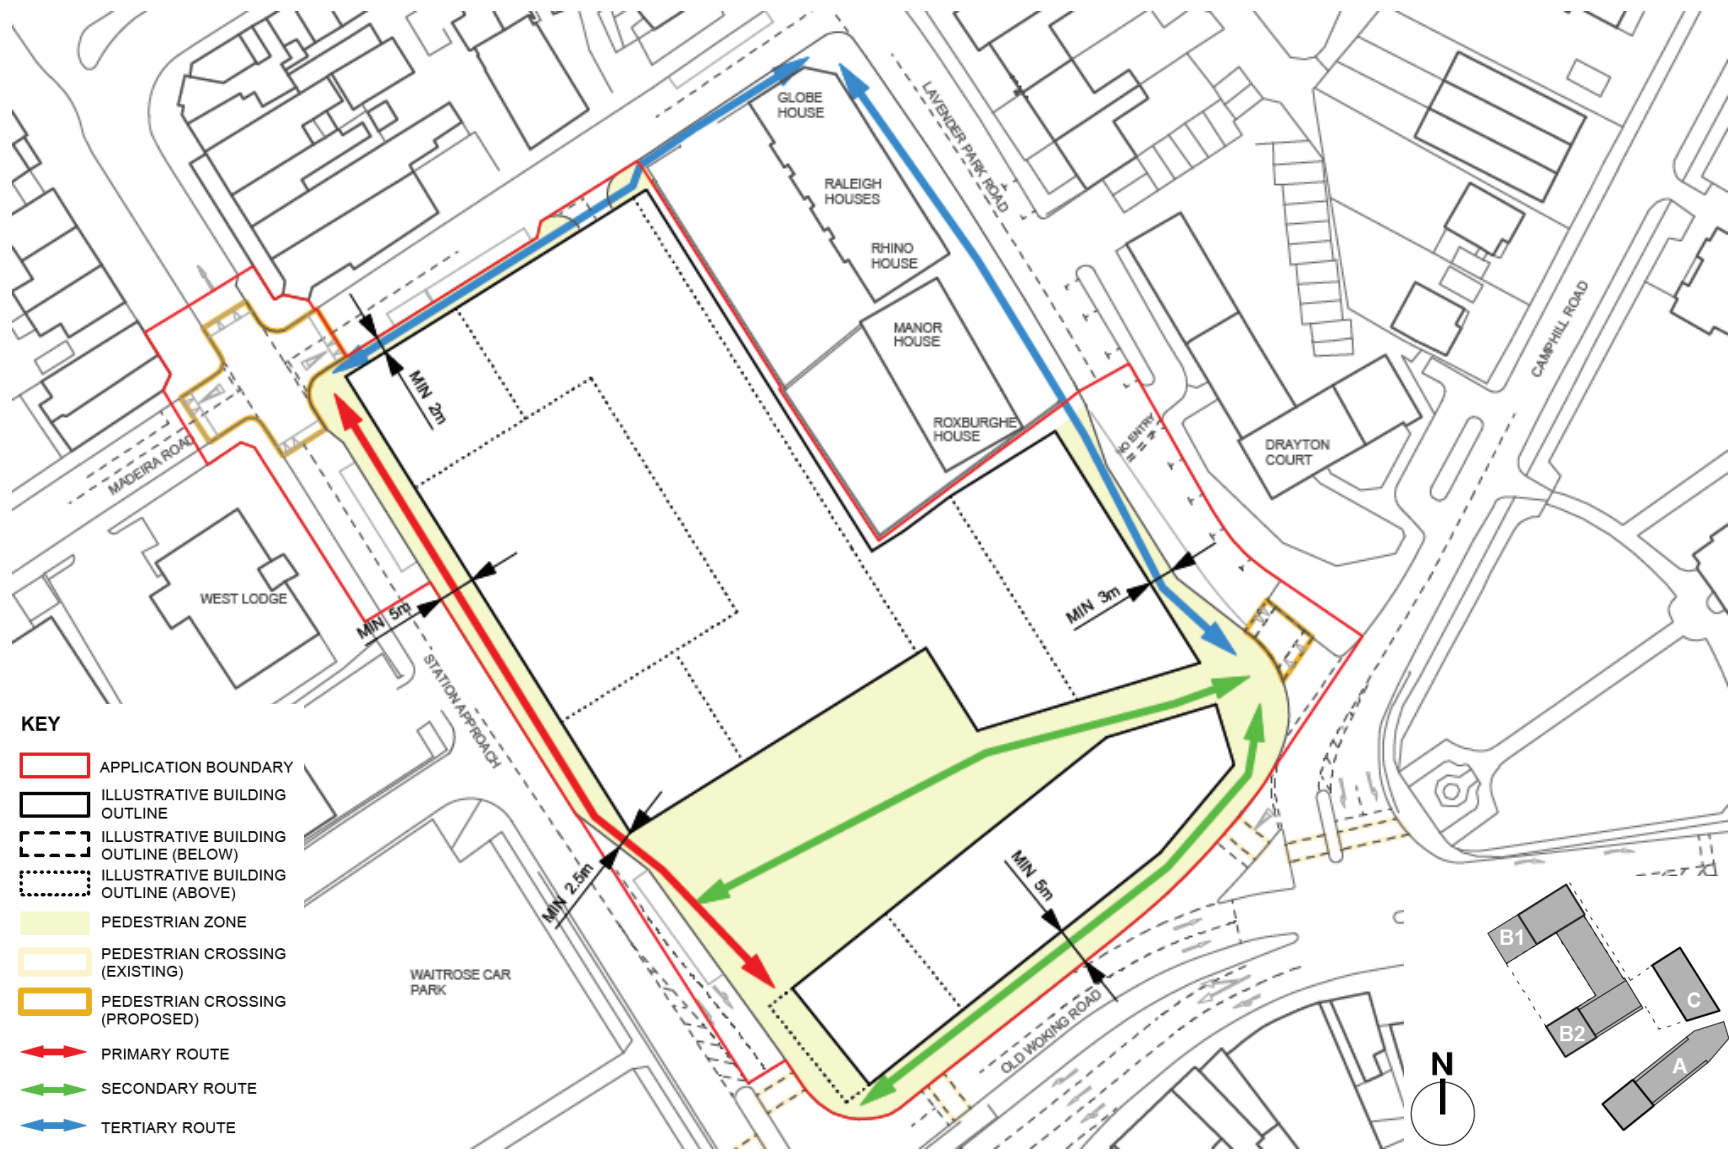 GLOBE
HOUSE
RALEIGH
HOUSES
RHINO
HOUSE
MANOR
HOUSE
ROXBURGHE
HOUSE
LAVENDER PARK ROAD
CAMPHILL ROAD
NO ENTRY
DRAYTON
COURT
MADEIRA ROAD
WEST LODGE
STATION APPROACH
WAITROSE CAR
PARK
OLD WOKING ROAD
MIN 2m
MIN 5m
MIN 3m
MIN 2.5m
MIN 5m
KEY
APPLICATION BOUNDARY
ILLUSTRATIVE BUILDING
OUTLINE
ILLUSTRATIVE BUILDING
OUTLINE (BELOW)
ILLUSTRATIVE BUILDING
OUTLINE (ABOVE)
PEDESTRIAN ZONE
PEDESTRIAN CROSSING
(EXISTING)
PEDESTRIAN CROSSING
(PROPOSED)
PRIMARY ROUTE
SECONDARY ROUTE
TERTIARY ROUTE
B1
B2
C
A
N